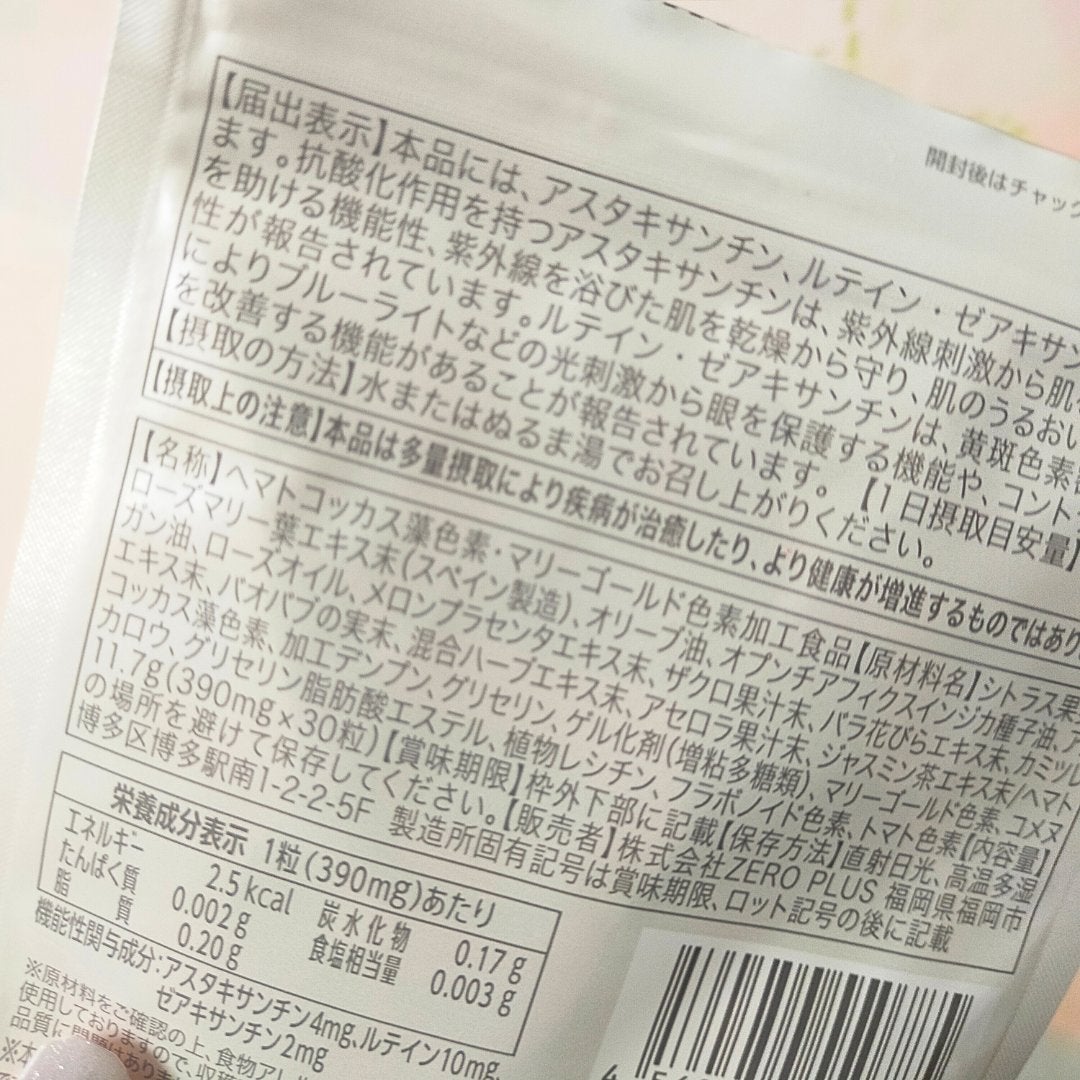 開封後はチャック
【届出表示】本品には、アスタキサンチン、ルテイン・ゼアキサン
ます。抗酸化作用を持つアスタキサンチンは、紫外線刺激から肌
を助ける機能性、紫外線を浴びた肌を乾燥から守り、肌のうるおい
性が報告されています。ルテイン・ゼアキサンチンは、黄斑色素
によりブルーライトなどの光刺激から眼を保護する機能や、コント
を改善する機能があることが報告されています。【1日摂取目安量】
【摂取の方法】水またはぬるま湯でお召し上がりください。
【摂取上の注意】本品は多量摂取により疾病が治癒したり、より健康が増進するものではあり
【名称】ヘマトコッカス藻色素・マリーゴールド色素加工食品【原材料名】シトラス果
ローズマリー葉エキス末(スペイン製造)、オリーブ油、オプンチアフィクスインジカ種子油、ア
ガン油、ローズオイル、メロンプラセンタエキス末、ザクロ果汁末、バラ花びらエキス末、カミツレ
エキス末、バオバブの実末、混合ハーブエキス末、アセロラ果汁末、ジャスミン茶エキス末/ヘマト
コッカス藻色素、加工デンプン、グリセリン、ゲル化剤(増粘多糖類)、マリーゴールド色素、コメヌ
カロウ、グリセリン脂肪酸エステル、植物レシチン、フラボノイド色素、トマト色素【内容量】
11.7g(390mg×30粒)【賞味期限】枠外下部に記載【保存方法】直射日光、高温多湿
の場所を避けて保存してください。【販売者】株式会社ZERO PLUS 福岡県福岡市
博多区博多駅南1-2-2-5F 製造所固有記号は賞味期限、ロット記号の後に記載
栄養成分表示 1粒(390mg)あたり
エネルギー 2.5kcal 炭水化物 0.17g
たんぱく質 0.002g 食塩相当量 0.003g
脂質 0.20g
機能性関与成分:アスタキサンチン4mg、ルテイン10mg、
ゼアキサンチン2mg
※原材料をご確認の上、食物アレ
使用しておりますので、収穫
品質に問題はあり
※本